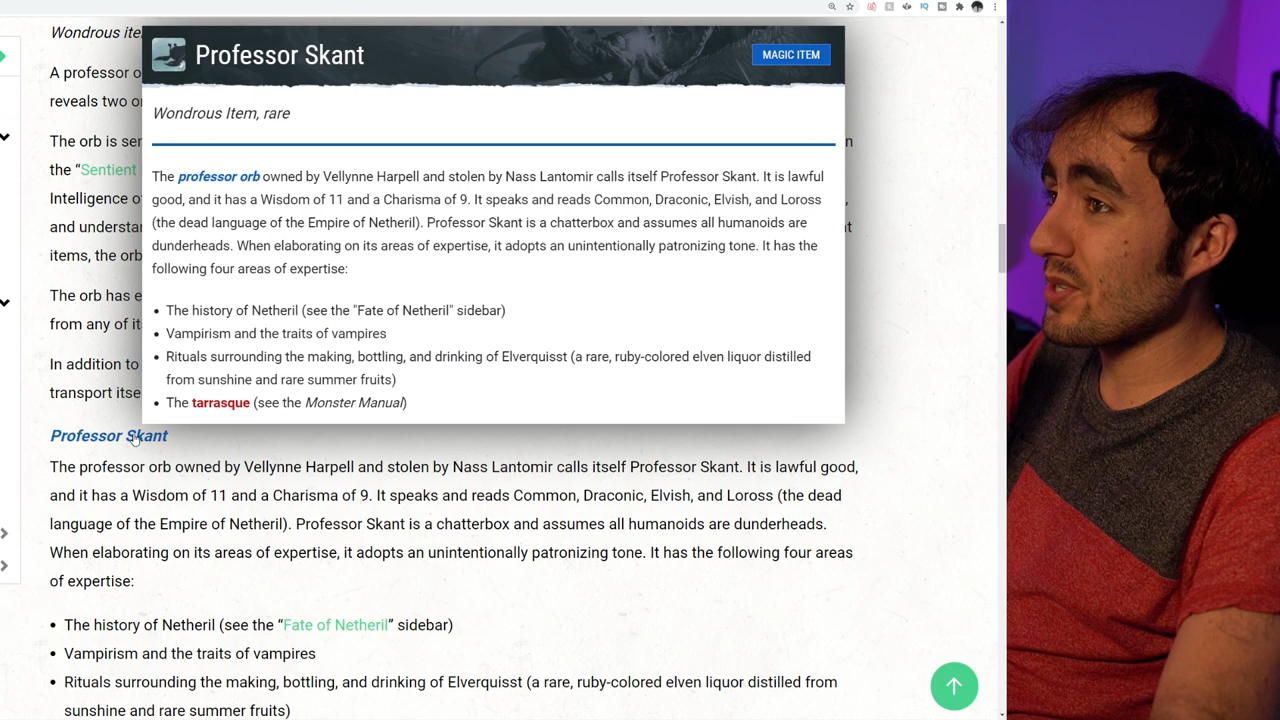 Wondrous ite
Professor Skant
MAGIC ITEM
A professor o
reveals two or
Wondrous Item, rare
The orb is ser
n
the “Sentient
The professor orb owned by Vellynne Harpell and stolen by Nass Lantomir calls itself Professor Skant. It is lawful
Intelligence o
good, and it has a Wisdom of 11 and a Charisma of 9. It speaks and reads Common, Draconic, Elvish, and Loross
and understa
(the dead language of the Empire of Netheril). Professor Skant is a chatterbox and assumes all humanoids are
items, the orb
dunderheads. When elaborating on its areas of expertise, it adopts an unintentionally patronizing tone. It has the
following four areas of expertise:
The orb has e
• The history of Netheril (see the "Fate of Netheril" sidebar)
from any of it
• Vampirism and the traits of vampires
In addition to
• Rituals surrounding the making, bottling, and drinking of Elverquisst (a rare, ruby-colored elven liquor distilled
from sunshine and rare summer fruits)
transport itse
• The tarrasque (see the Monster Manual)
Professor Skant
The professor orb owned by Vellynne Harpell and stolen by Nass Lantomir calls itself Professor Skant. It is lawful good,
and it has a Wisdom of 11 and a Charisma of 9. It speaks and reads Common, Draconic, Elvish, and Loross (the dead
language of the Empire of Netheril). Professor Skant is a chatterbox and assumes all humanoids are dunderheads.
When elaborating on its areas of expertise, it adopts an unintentionally patronizing tone. It has the following four areas
of expertise:
• The history of Netheril (see the “Fate of Netheril” sidebar)
• Vampirism and the traits of vampires
• Rituals surrounding the making, bottling, and drinking of Elverquisst (a rare, ruby-colored elven liquor distilled from
sunshine and rare summer fruits)